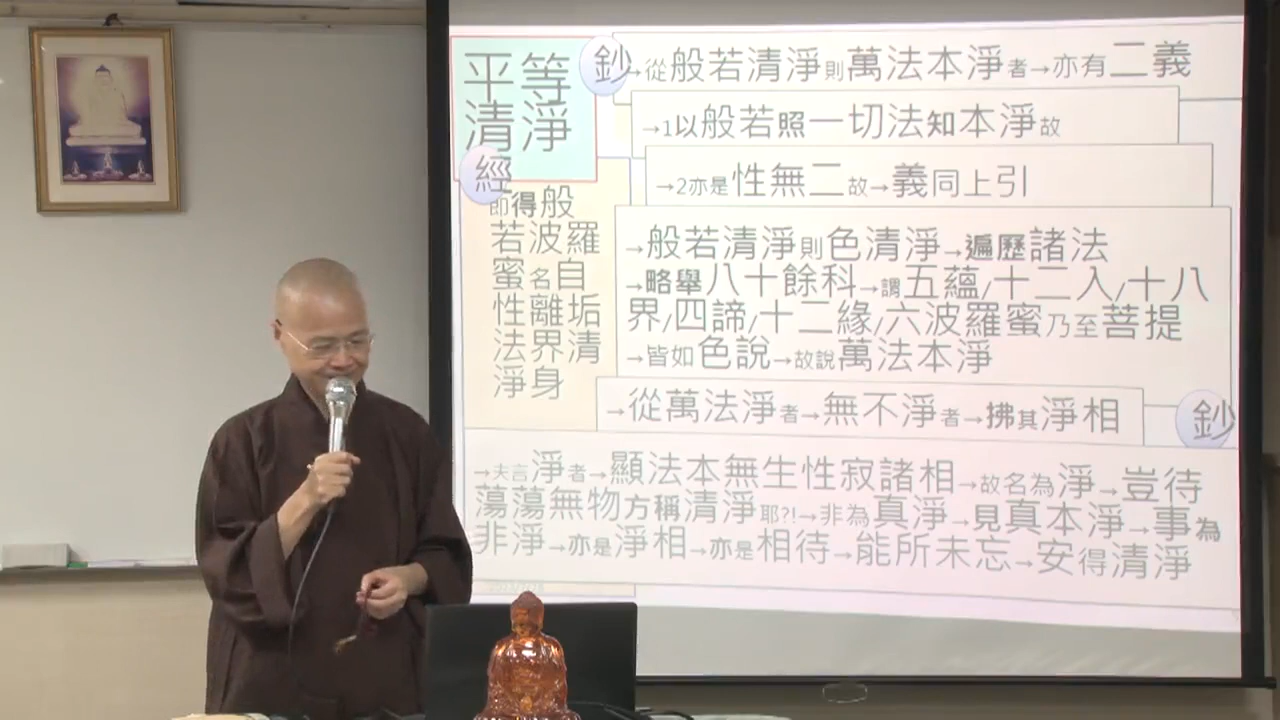 平等
清淨
經
即得般
若波羅
蜜名自
性離垢
法界清
淨身
鈔
→從般若清淨則萬法本淨者→亦有二義
→1以般若照一切法知本淨故
→2亦是性無二故→義同上引
→般若清淨則色清淨→遍歷諸法
→略舉八十餘科→謂五蘊/十二入/十八
界/四諦/十二緣/六波羅蜜乃至菩提
→皆如色說→故說萬法本淨
→從萬法淨者→無不淨者→拂其淨相
鈔
→夫言淨者→顯法本無生性寂諸相→故名為淨→豈待
蕩蕩無物方稱清淨耶?!→非為真淨→見真本淨→事為
非淨→亦是淨相→亦是相待→能所未忘→安得清淨